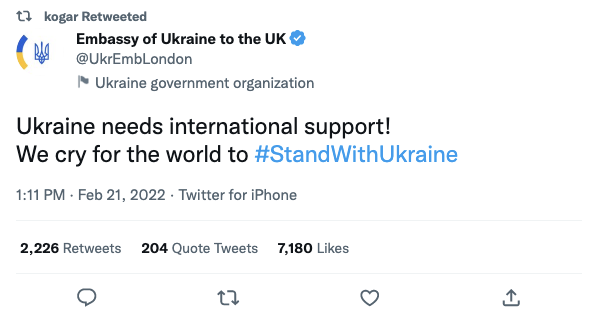 kogar Retweeted
Embassy of Ukraine to the UK
@UkrEmbLondon
Ukraine government organization
Ukraine needs international support!
We cry for the world to #StandWithUkraine
1:11 PM · Feb 21, 2022 · Twitter for iPhone
2,226 Retweets 204 Quote Tweets 7,180 Likes